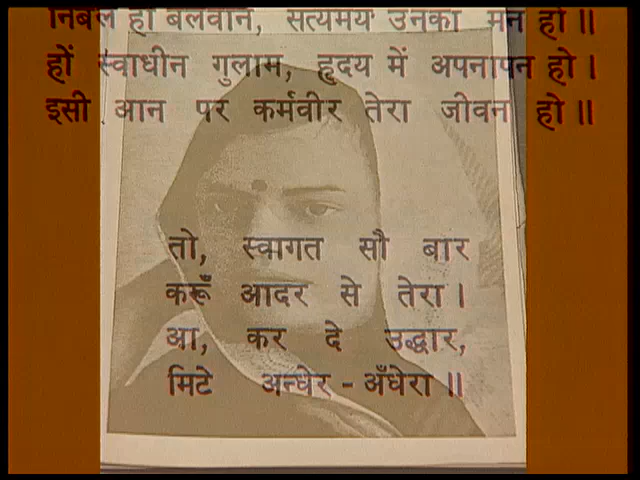 निर्बल हों बलवान, सत्यमय उनका मन हो ॥
हों स्वाधीन गुलाम, हृदय में अपनापन हो ।
इसी आन पर कर्मवीर तेरा जीवन हो ॥
तो, स्वागत सौ बार
करूँ आदर से तेरा ।
आ, कर दे उद्धार,
मिटे अन्धेर - अँधेरा ॥